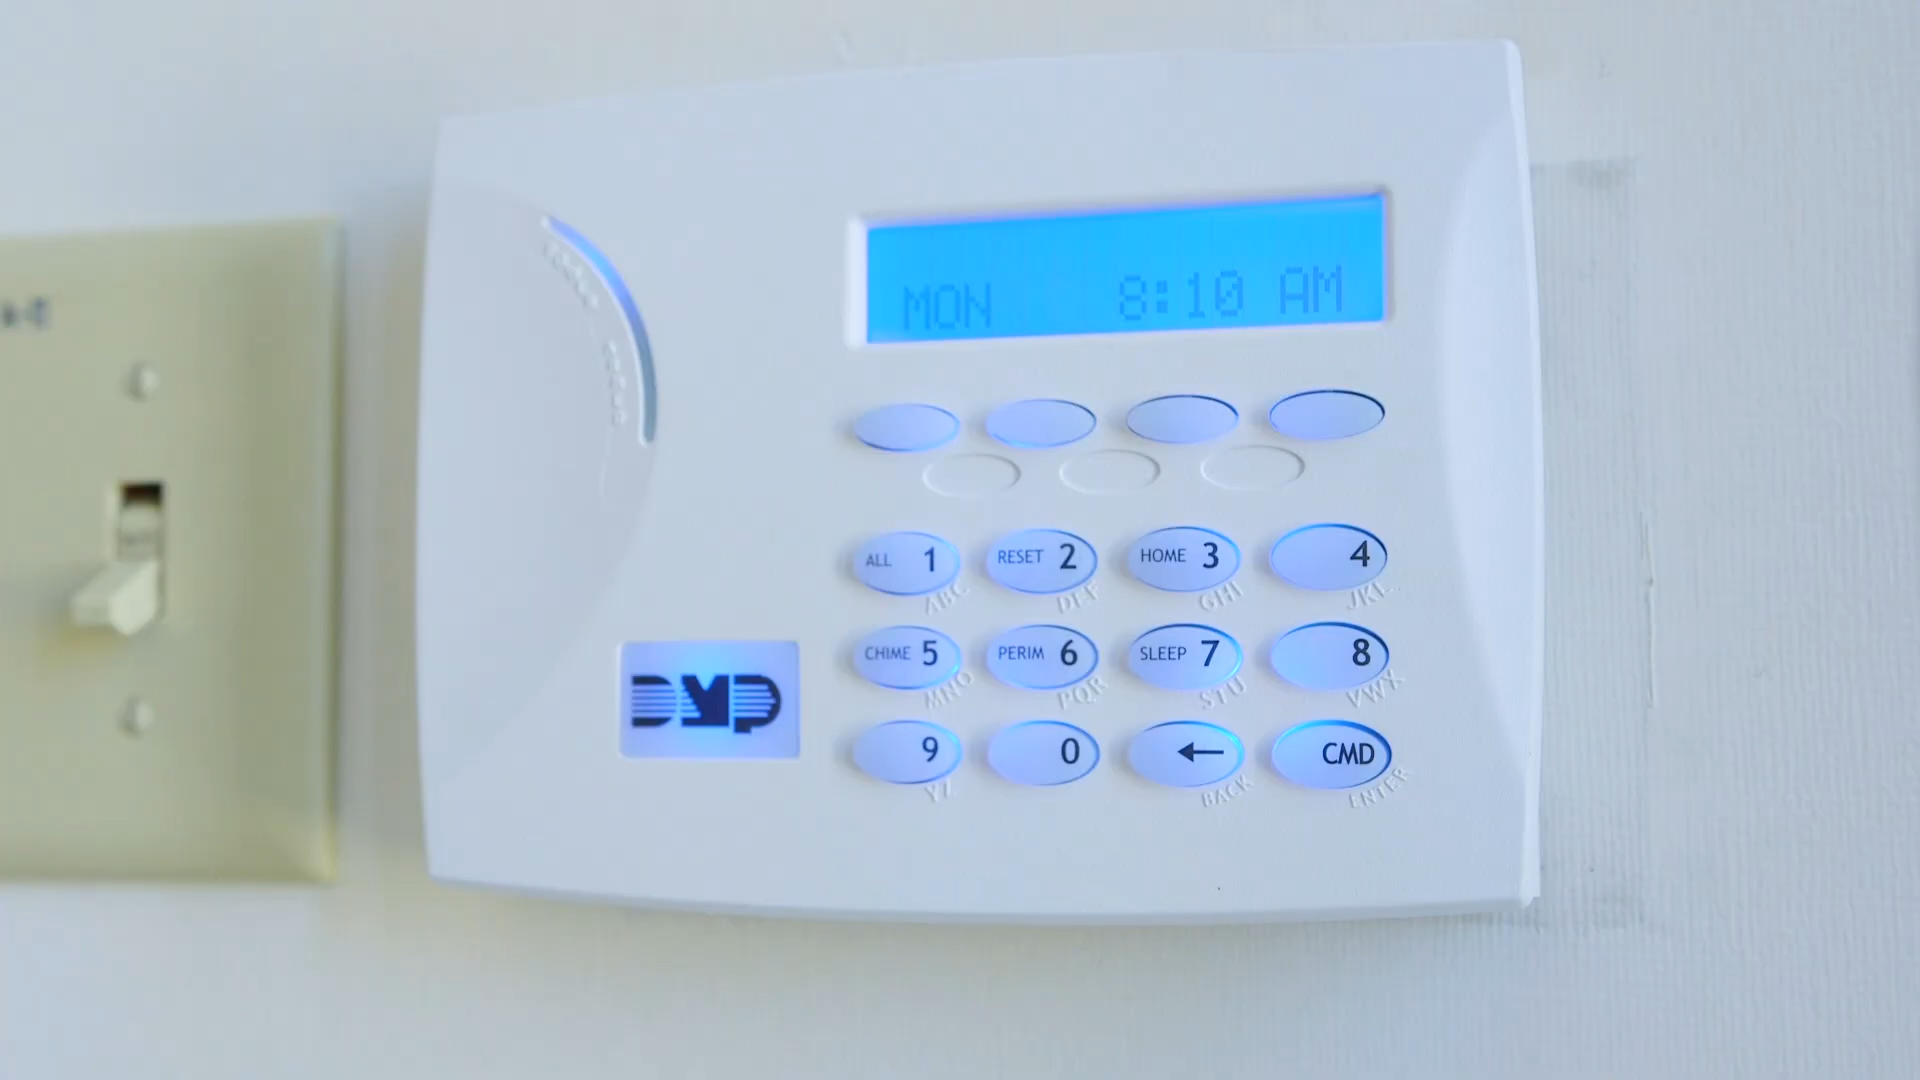 MON 8:10 AM
ALL 1 RESET 2 HOME 3 4
ABC DEF GHI JKL
CHIME 5 PERIM 6 SLEEP 7 8
MNO PQR STU VWX
DMP
9 0 ← CMD
YZ BACK ENTER